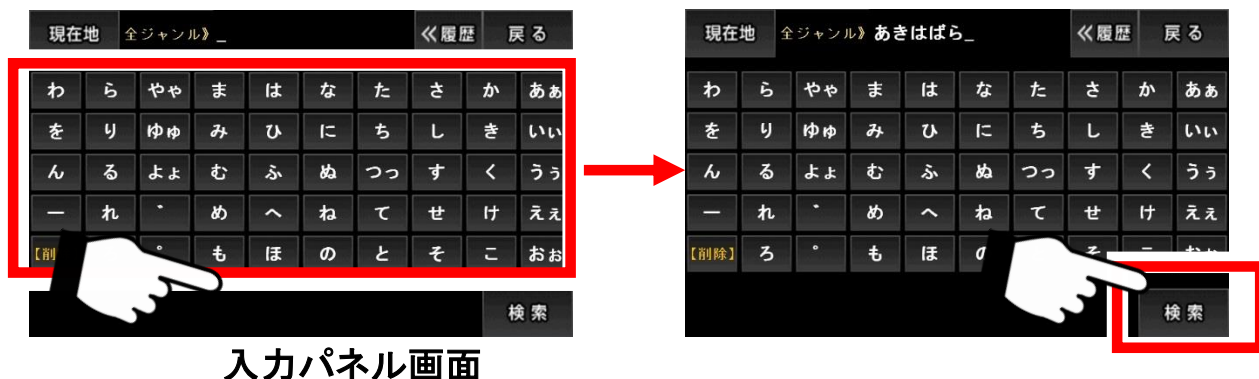 現在地 全ジャンル》_ 《履歴 戻る
わ ら やゃ ま は な た さ か あぁ
を り ゆゅ み ひ に ち し き いぃ
ん る よょ む ふ ぬ つっ す く うぅ
ー れ ゛ め へ ね て せ け えぇ
【削 ゜ も ほ の と そ こ おぉ
検索
入力パネル画面
現在地 全ジャンル》あきはばら_ 《履歴 戻る
わ ら やゃ ま は な た さ か あぁ
を り ゆゅ み ひ に ち し き いぃ
ん る よょ む ふ ぬ つっ す く うぅ
ー れ ゛ め へ ね て せ け えぇ
【削除】 ろ ゜ も ほ の そ こ おぉ
検索